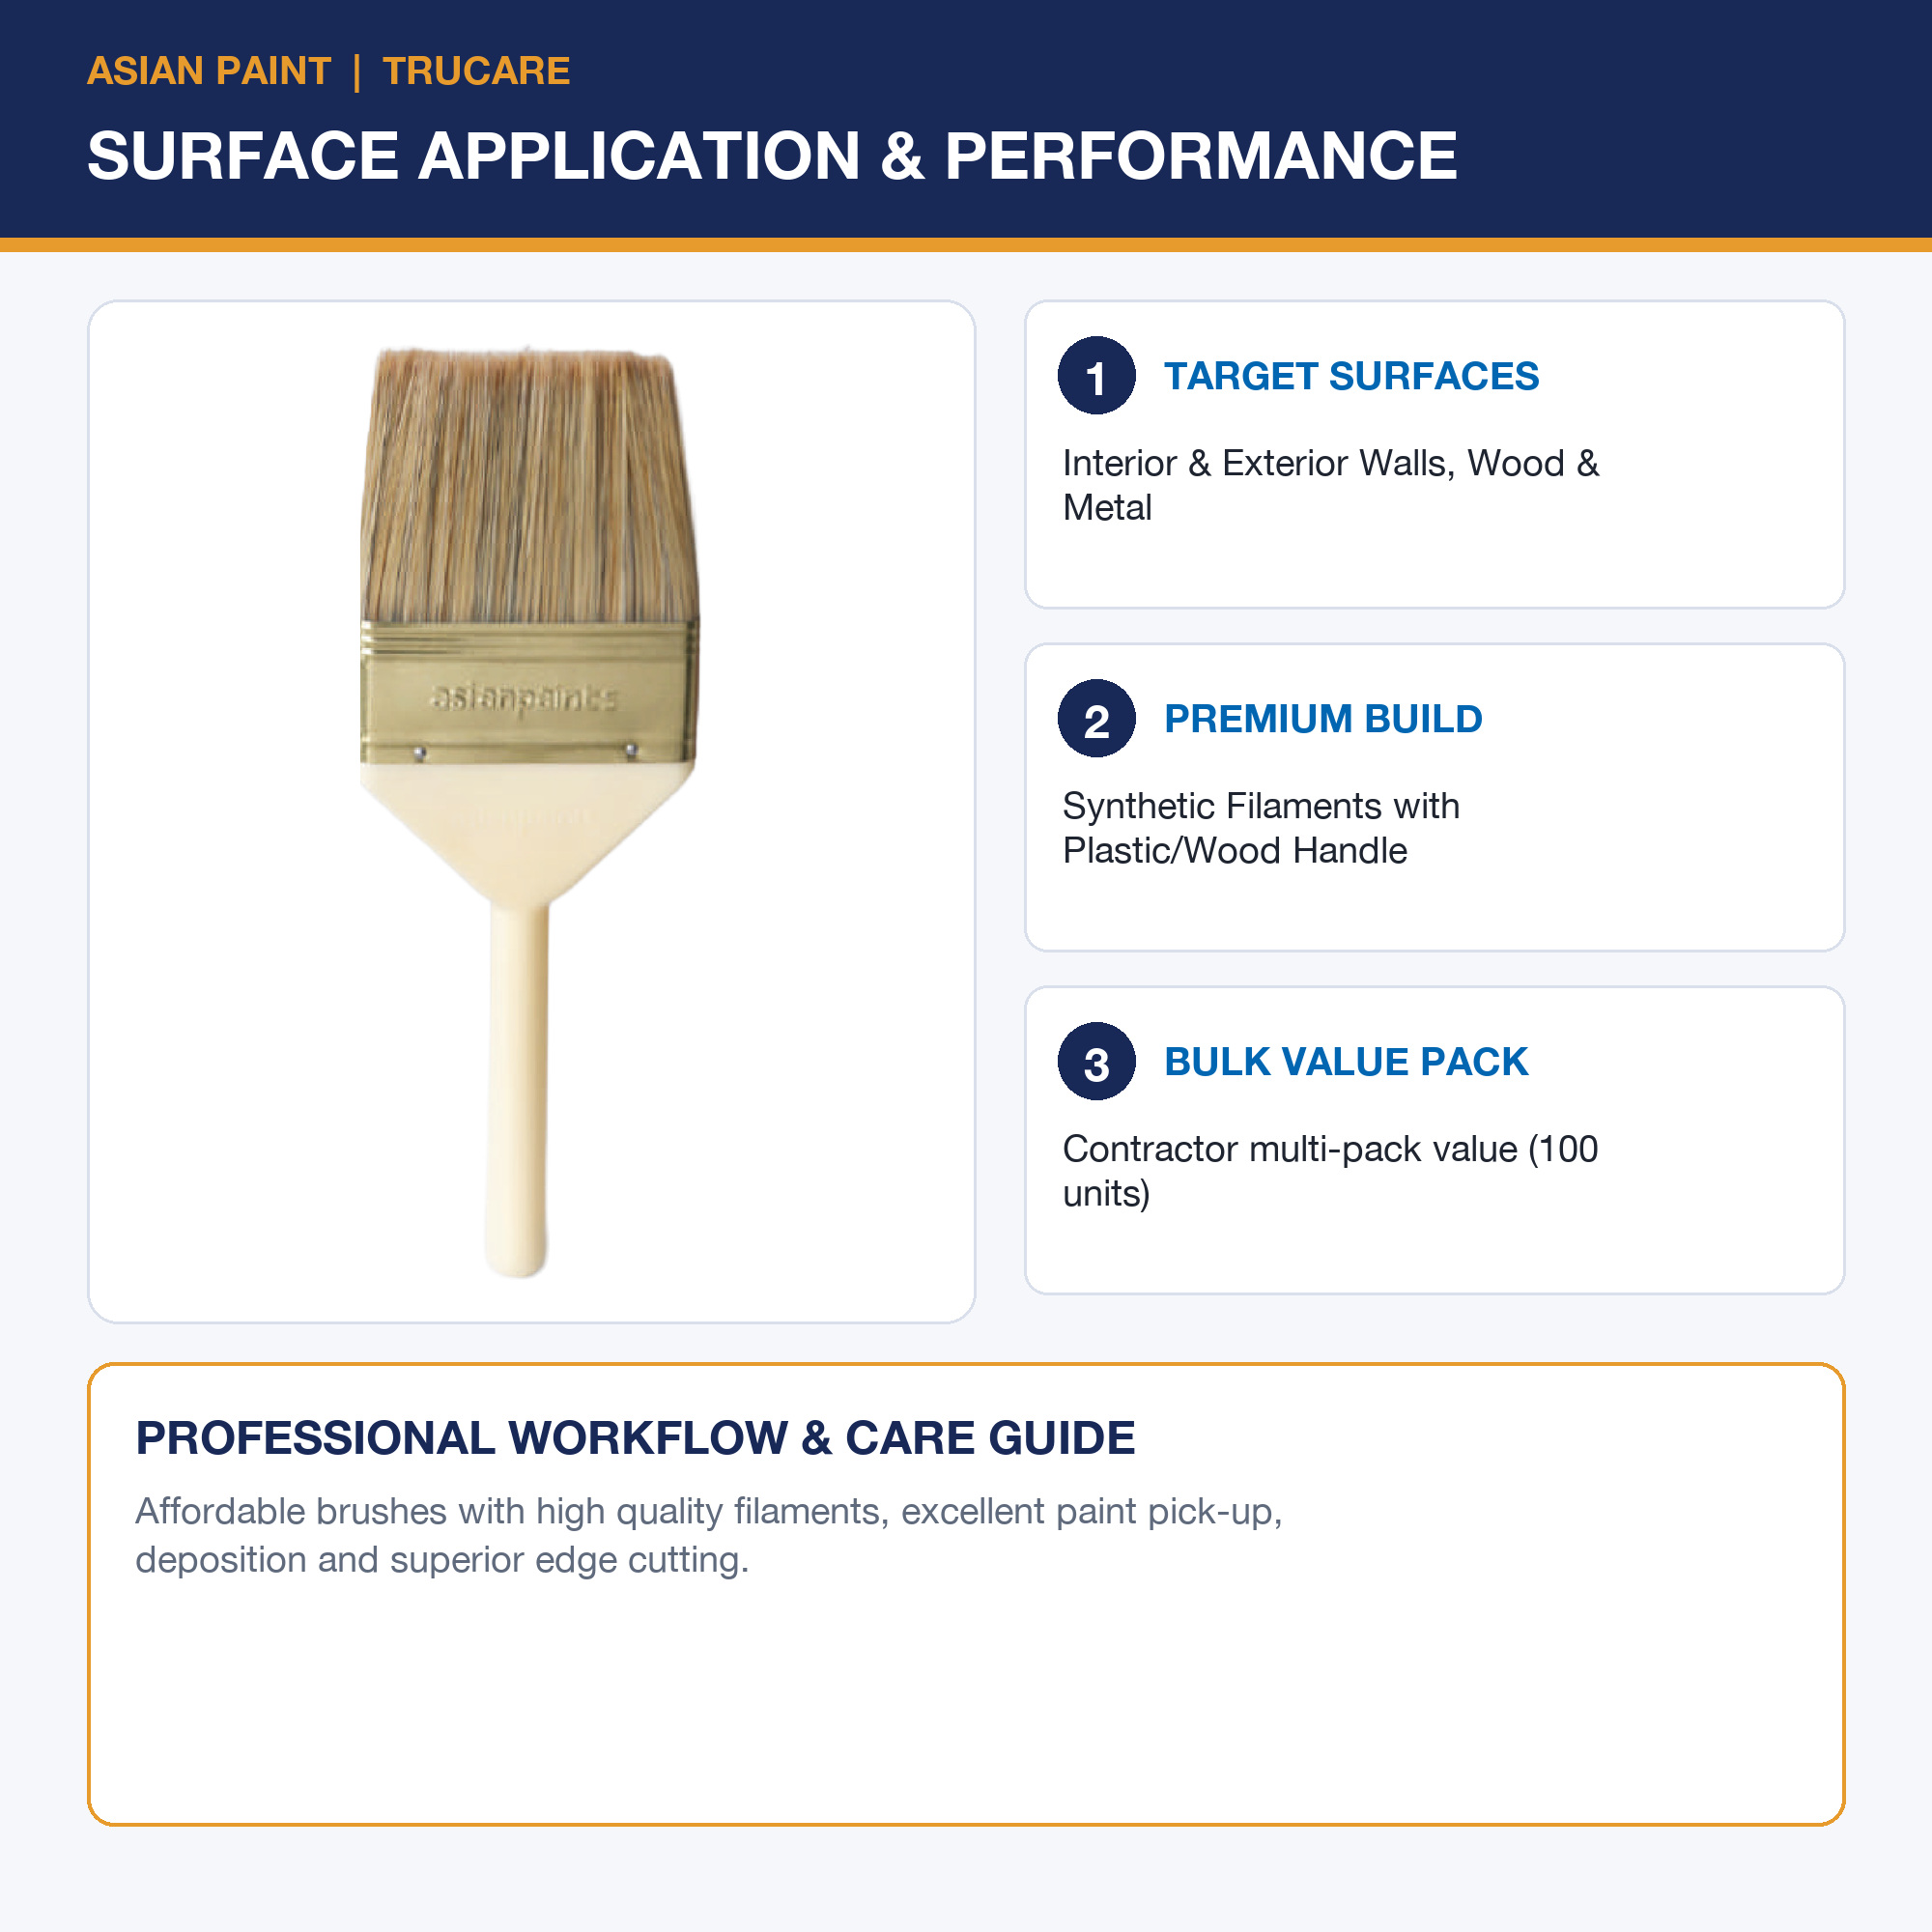 ASIAN PAINT | TRUCARE
SURFACE APPLICATION & PERFORMANCE
asianpaints
1 TARGET SURFACES
Interior & Exterior Walls, Wood &
Metal
2 PREMIUM BUILD
Synthetic Filaments with
Plastic/Wood Handle
3 BULK VALUE PACK
Contractor multi-pack value (100
units)
PROFESSIONAL WORKFLOW & CARE GUIDE
Affordable brushes with high quality filaments, excellent paint pick-up,
deposition and superior edge cutting.